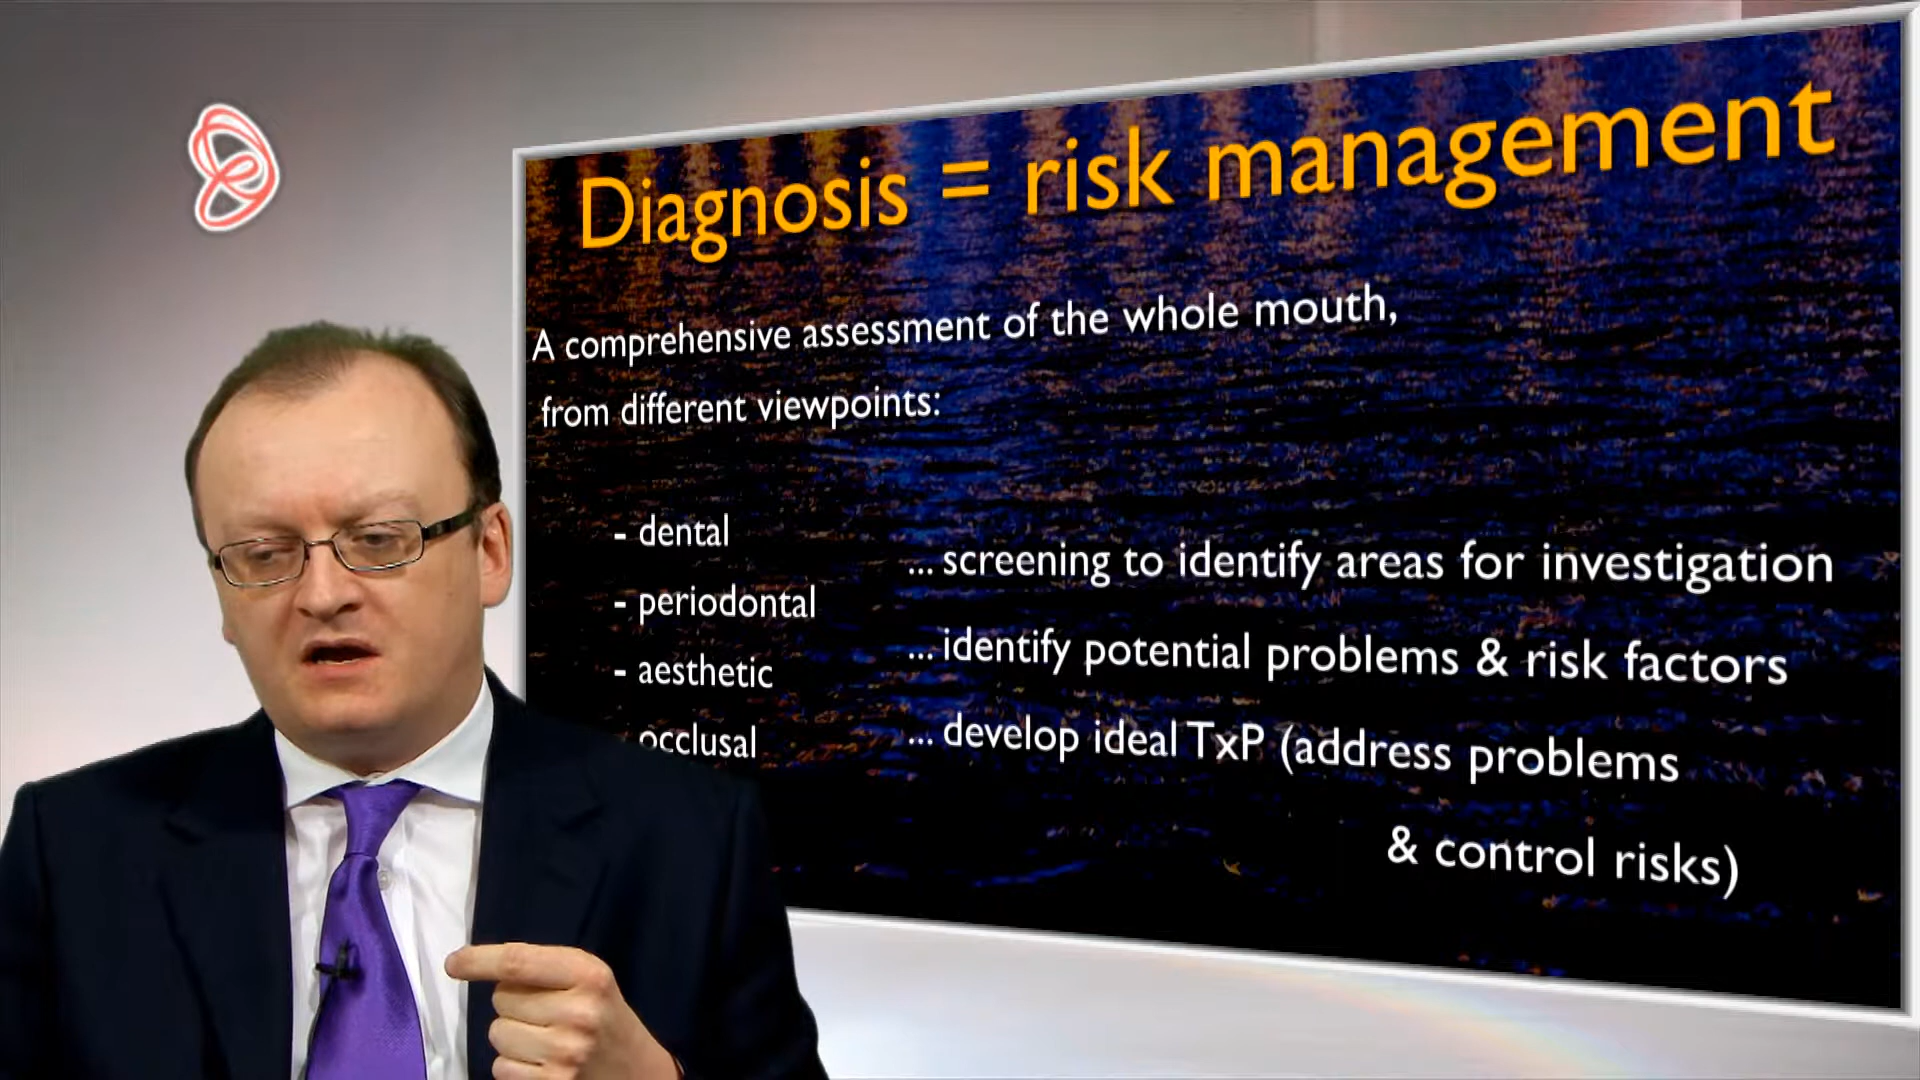 Diagnosis = risk management
A comprehensive assessment of the whole mouth,
from different viewpoints:
- dental
- periodontal
- aesthetic
occlusal
... screening to identify areas for investigation
... identify potential problems & risk factors
... develop ideal TxP (address problems
& control risks)